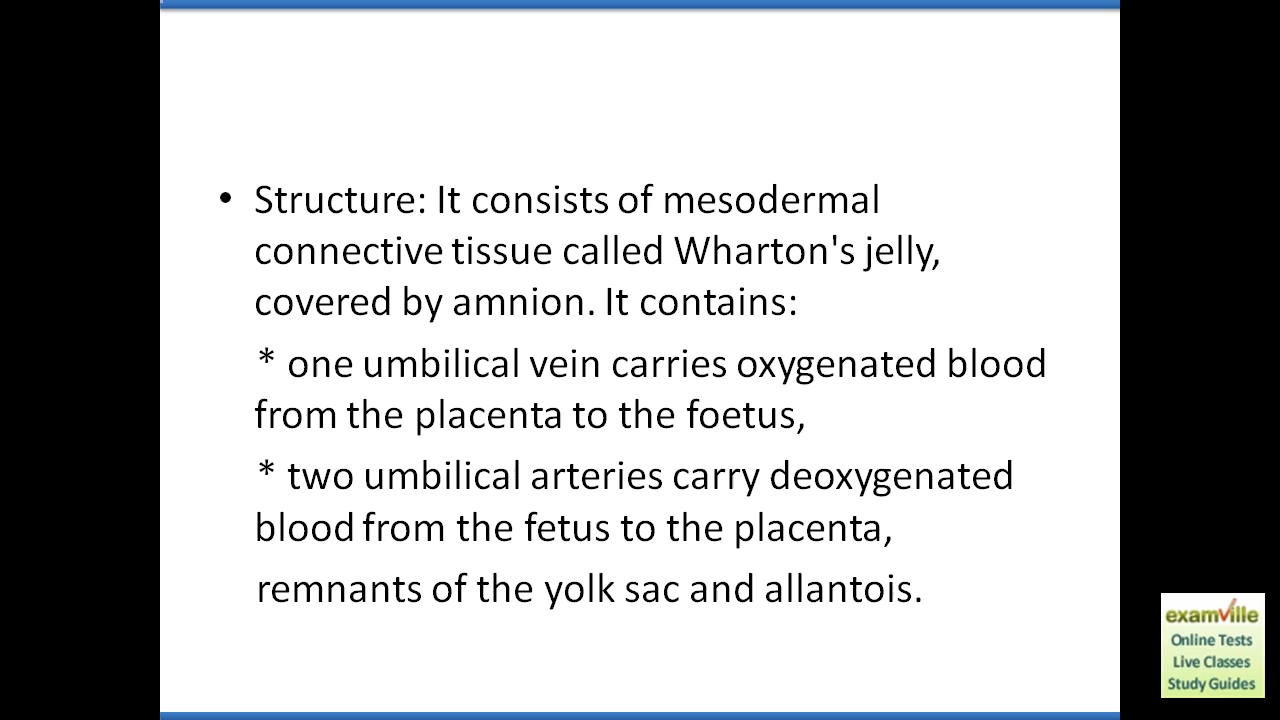 • Structure: It consists of mesodermal
connective tissue called Wharton's jelly,
covered by amnion. It contains:
* one umbilical vein carries oxygenated blood
from the placenta to the foetus,
* two umbilical arteries carry deoxygenated
blood from the fetus to the placenta,
remnants of the yolk sac and allantois.
examville
Online Tests
Live Classes
Study Guides